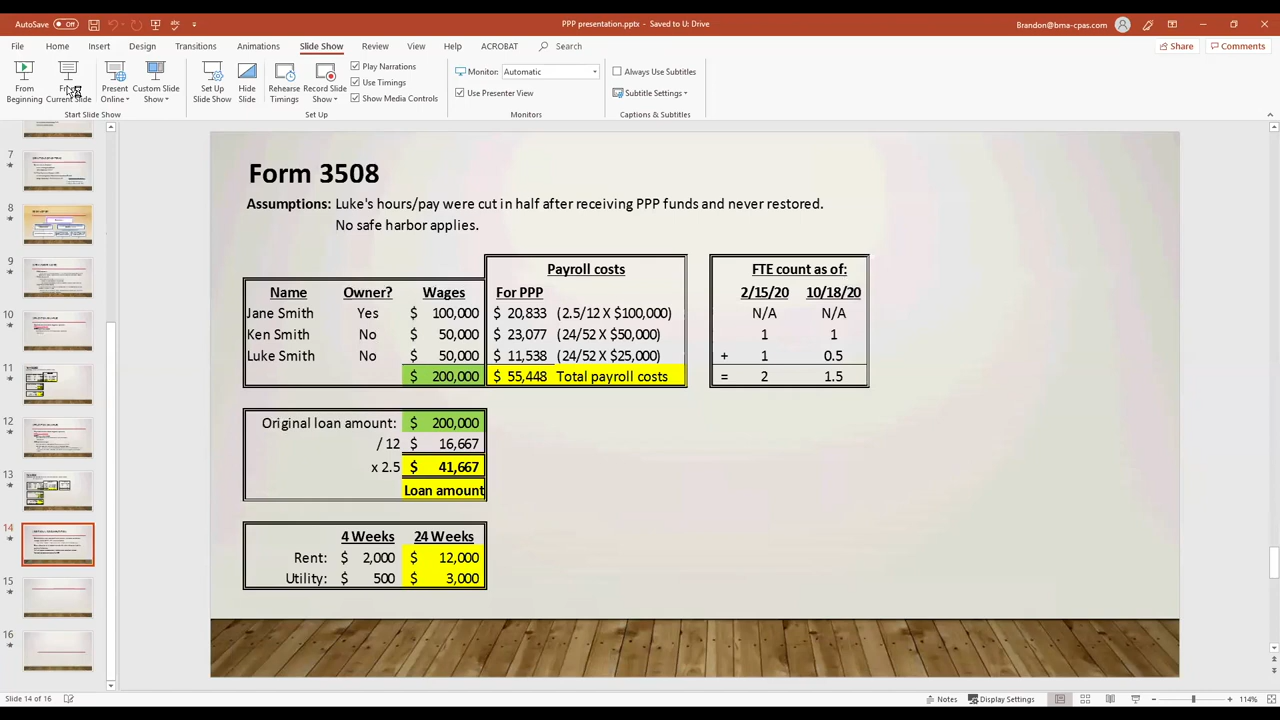 AutoSave Off
PPP presentation.pptx - Saved to U: Drive
Brandon@bma-cpas.com
File Home Insert Design Transitions Animations Slide Show Review View Help ACROBAT Search
Share Comments
From Beginning
Current Slide
Present Online
Custom Slide Show
Start Slide Show
Set Up Slide Show
Hide Slide
Rehearse Timings
Record Slide Show
Play Narrations
Use Timings
Show Media Controls
Set Up
Monitor: Automatic
Use Presenter View
Monitors
Always Use Subtitles
Subtitle Settings
Captions & Subtitles
7
8
9
10
11
12
13
14
15
16
Form 3508
Assumptions: Luke's hours/pay were cut in half after receiving PPP funds and never restored.
No safe harbor applies.
Payroll costs
Name Owner? Wages For PPP
Jane Smith Yes $ 100,000 $ 20,833 (2.5/12 X $100,000)
Ken Smith No $ 50,000 $ 23,077 (24/52 X $50,000)
Luke Smith No $ 50,000 $ 11,538 (24/52 X $25,000)
$ 200,000 $ 55,448 Total payroll costs
FTE count as of:
2/15/20 10/18/20
N/A N/A
1 1
+ 1 0.5
= 2 1.5
Original loan amount: $ 200,000
/ 12 $ 16,667
x 2.5 $ 41,667
Loan amount
4 Weeks 24 Weeks
Rent: $ 2,000 $ 12,000
Utility: $ 500 $ 3,000
Slide 14 of 16
Notes
Display Settings
114%